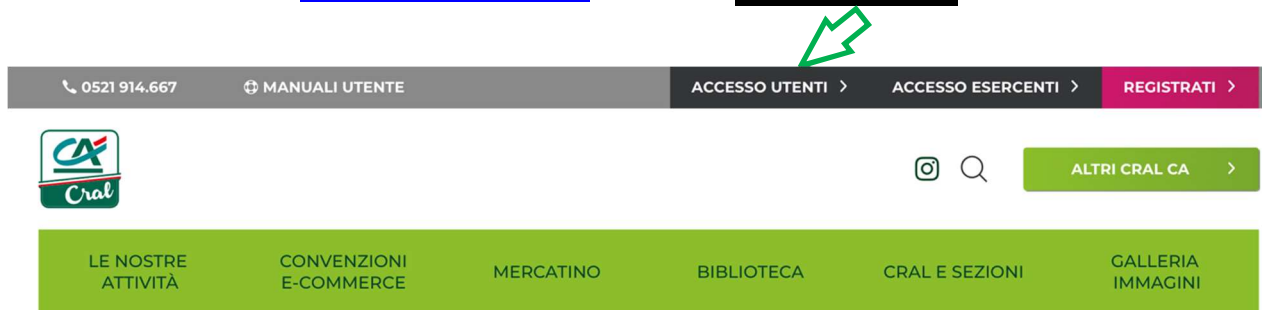 0521 914.667 MANUALI UTENTE ACCESSO UTENTI > ACCESSO ESERCENTI > REGISTRATI >
CA
Cral
ALTRI CRAL CA >
LE NOSTRE
ATTIVITÀ
CONVENZIONI
E-COMMERCE
MERCATINO
BIBLIOTECA
CRAL E SEZIONI
GALLERIA
IMMAGINI